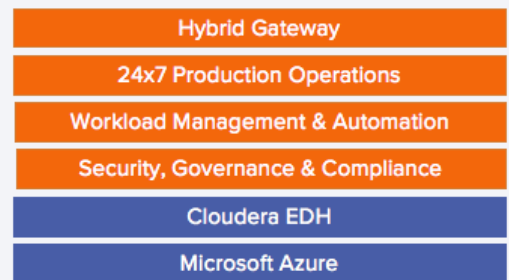 Hybrid Gateway
24x7 Production Operations
Workload Management & Automation
Security, Governance & Compliance
Cloudera EDH
Microsoft Azure